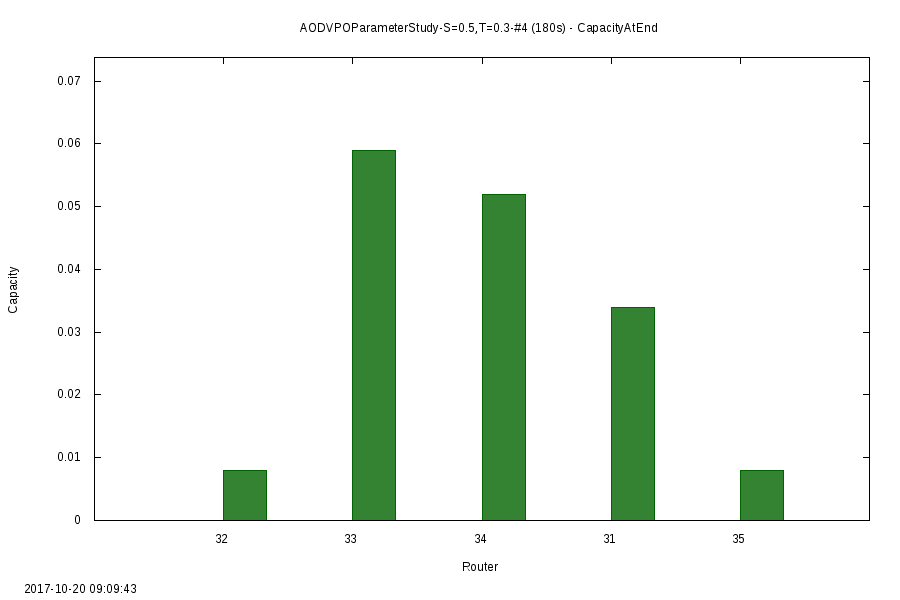 AODVPOParameterStudy-S=0.5,T=0.3-#4 (180s) - CapacityAtEnd
0.07
0.06
0.05
0.04
0.03
0.02
0.01
0
Capacity
32 33 34 31 35
Router
2017-10-20 09:09:43